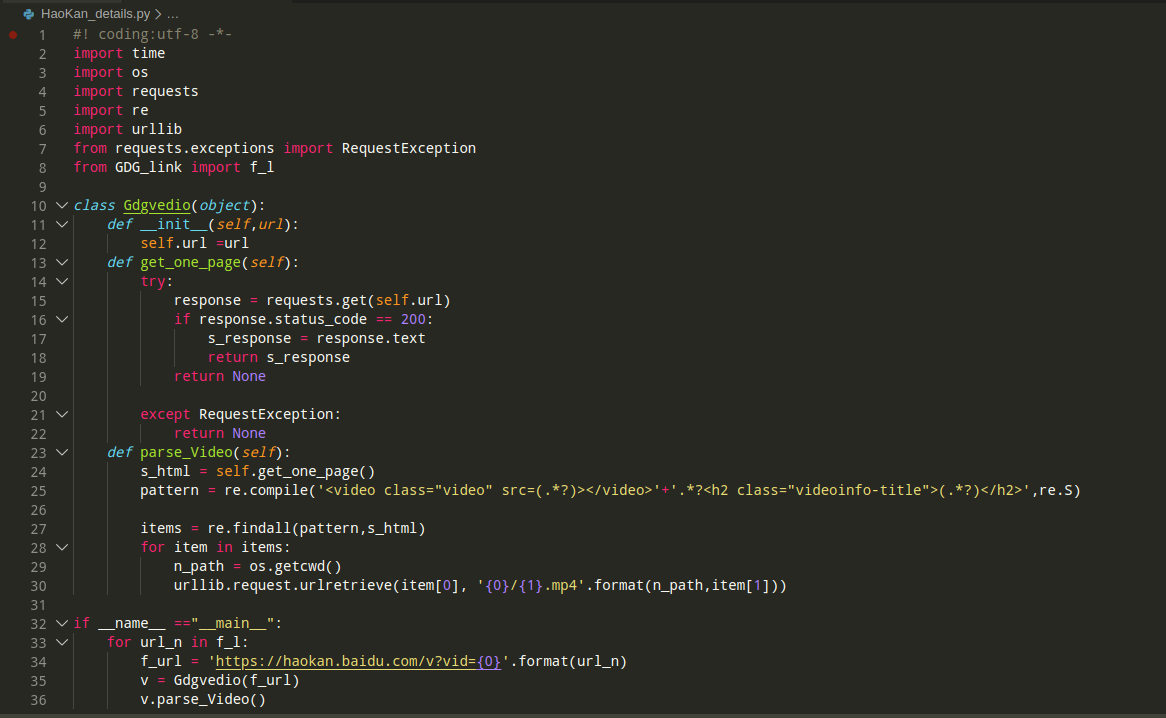 HaoKan_details.py > ...
1 #! coding:utf-8 -*-
2 import time
3 import os
4 import requests
5 import re
6 import urllib
7 from requests.exceptions import RequestException
8 from GDG_link import f_l
9
10 class Gdgvedio(object):
11     def __init__(self,url):
12         self.url =url
13     def get_one_page(self):
14         try:
15             response = requests.get(self.url)
16             if response.status_code == 200:
17                 s_response = response.text
18                 return s_response
19             return None
20
21         except RequestException:
22             return None
23     def parse_Video(self):
24         s_html = self.get_one_page()
25         pattern = re.compile('<video class="video" src=(.*?)></video>'+'.*?<h2 class="videoinfo-title">(.*?)</h2>',re.S)
26
27         items = re.findall(pattern,s_html)
28         for item in items:
29             n_path = os.getcwd()
30             urllib.request.urlretrieve(item[0], '{0}/{1}.mp4'.format(n_path,item[1]))
31
32 if __name__ =="__main__":
33     for url_n in f_l:
34         f_url = 'https://haokan.baidu.com/v?vid={0}'.format(url_n)
35         v = Gdgvedio(f_url)
36         v.parse_Video()